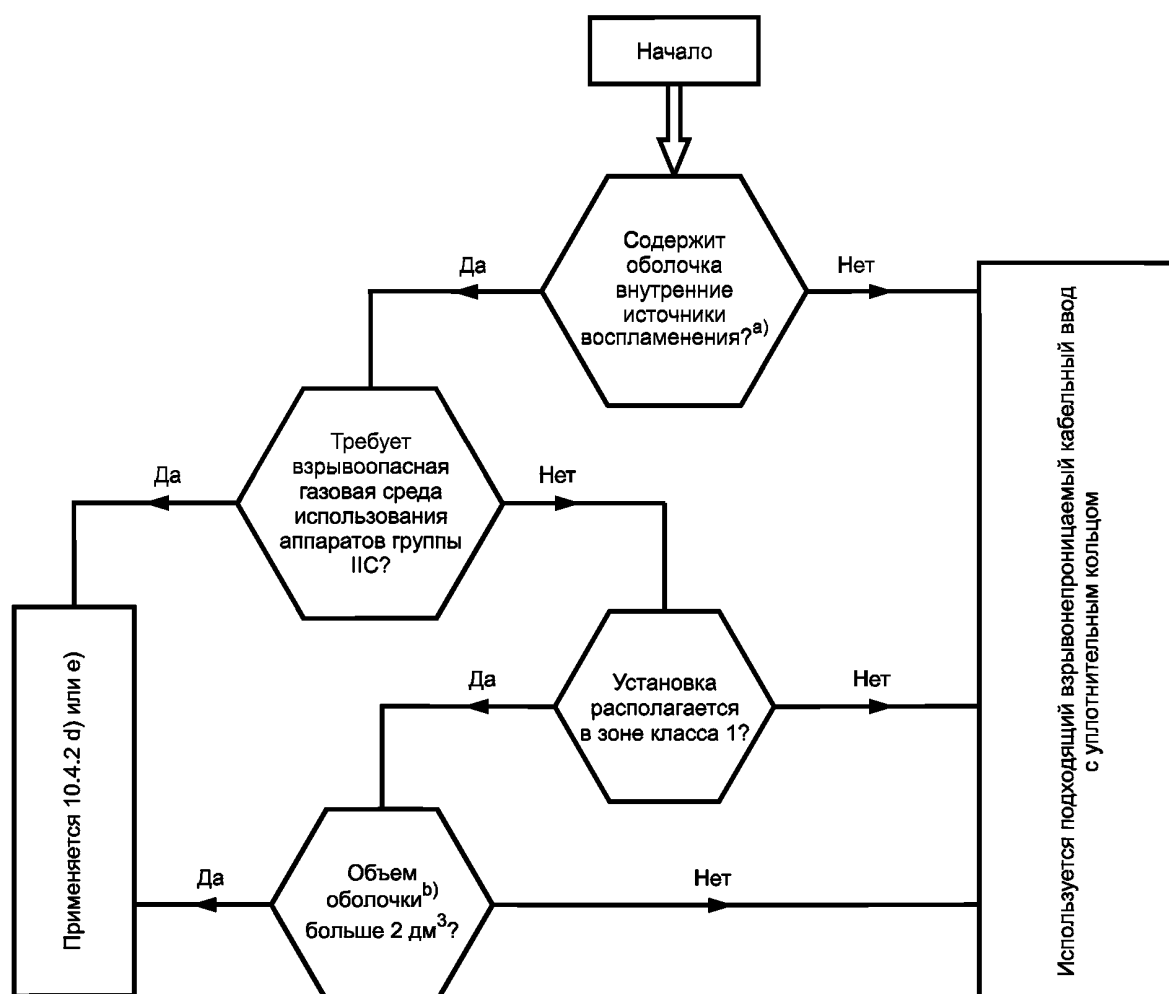 Начало
Содержит
оболочка
внутренние
источники
воспламенения?a)
Да
Нет
Требует
взрывоопасная
газовая среда
использования
аппаратов группы
IIC?
Да
Нет
Установка
располагается
в зоне класса 1?
Да
Нет
Объем
оболочкиb)
больше 2 дм3?
Да
Нет
Применяется 10.4.2 d) или e)
Используется подходящий взрывонепроницаемый кабельный ввод
с уплотнительным кольцом